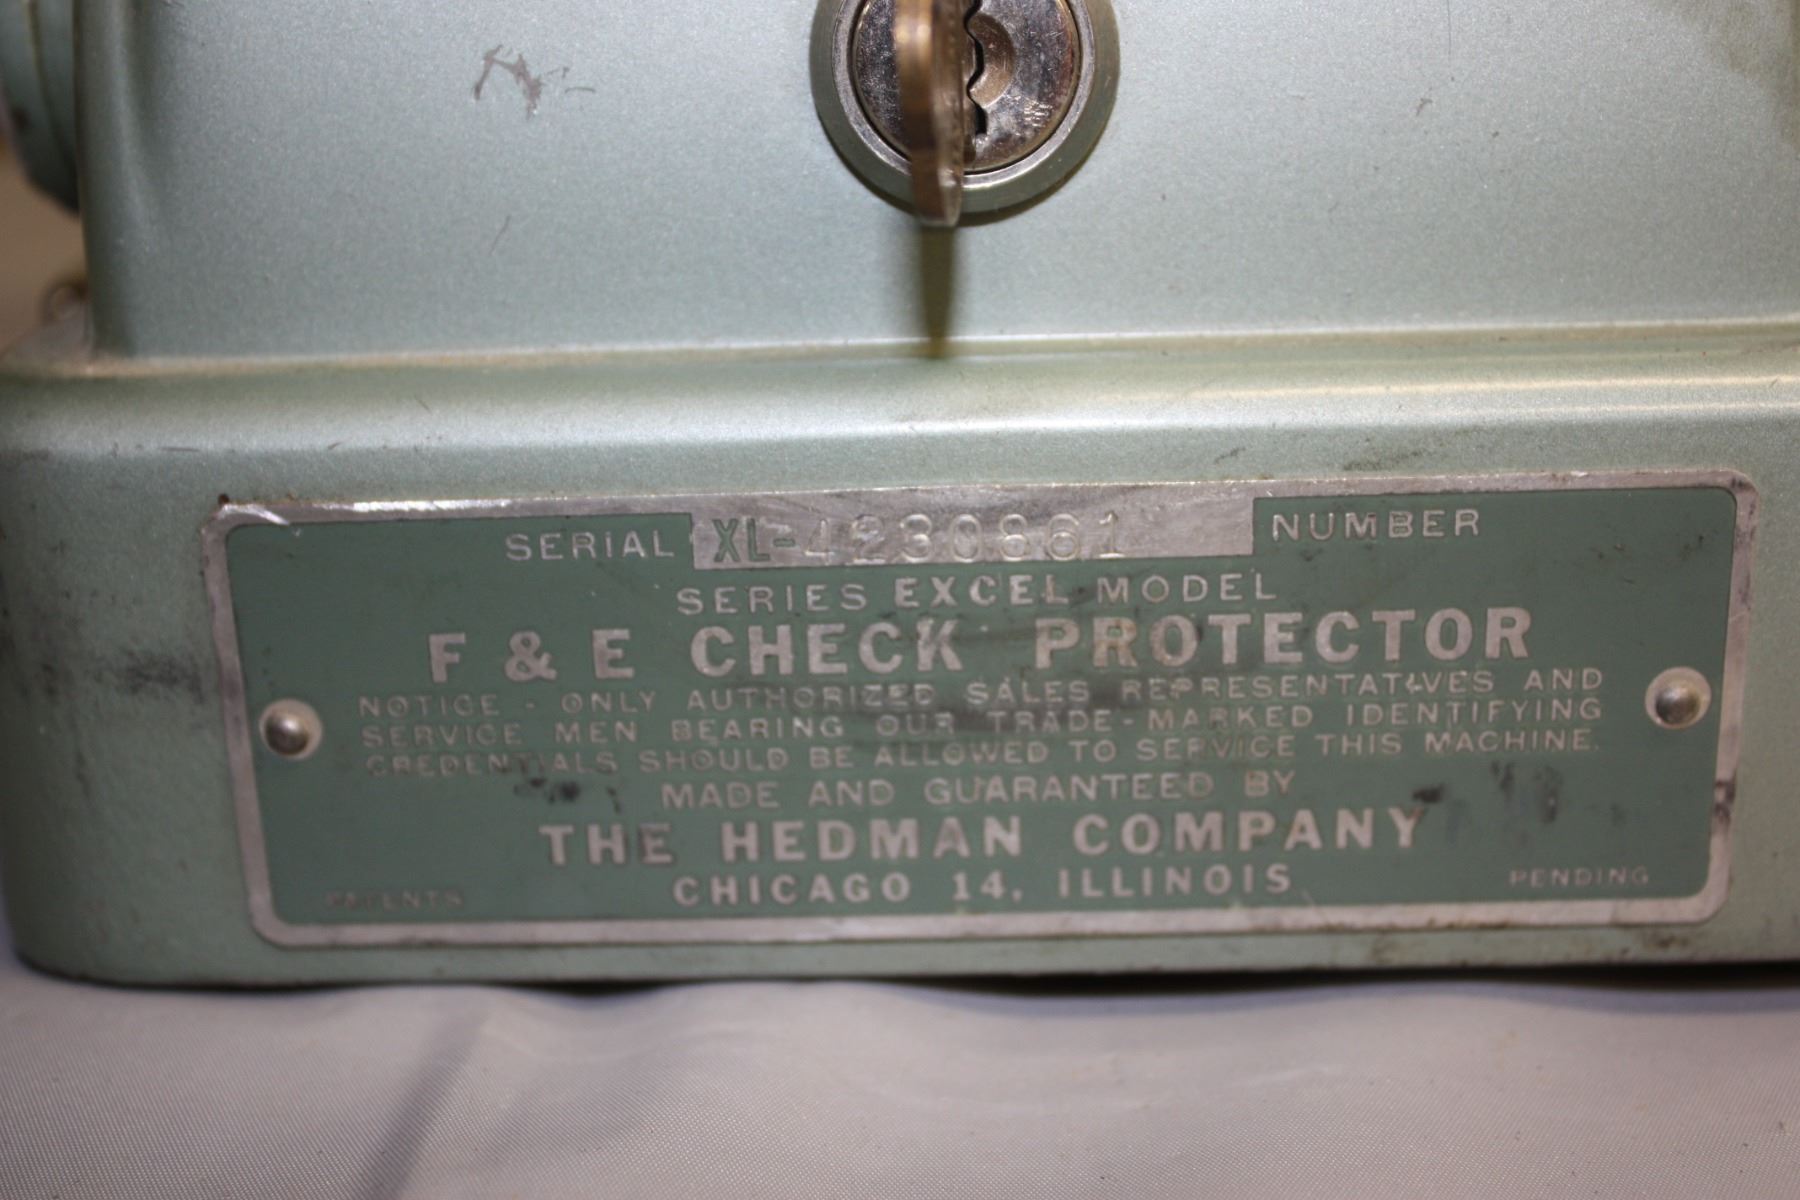 SERIAL XL-4230861 NUMBER
SERIES EXCEL MODEL
F & E CHECK PROTECTOR
NOTICE - ONLY AUTHORIZED SALES REPRESENTATIVES AND
SERVICE MEN BEARING OUR TRADE-MARKED IDENTIFYING
CREDENTIALS SHOULD BE ALLOWED TO SERVICE THIS MACHINE.
MADE AND GUARANTEED BY
THE HEDMAN COMPANY
CHICAGO 14, ILLINOIS
PATENTS PENDING